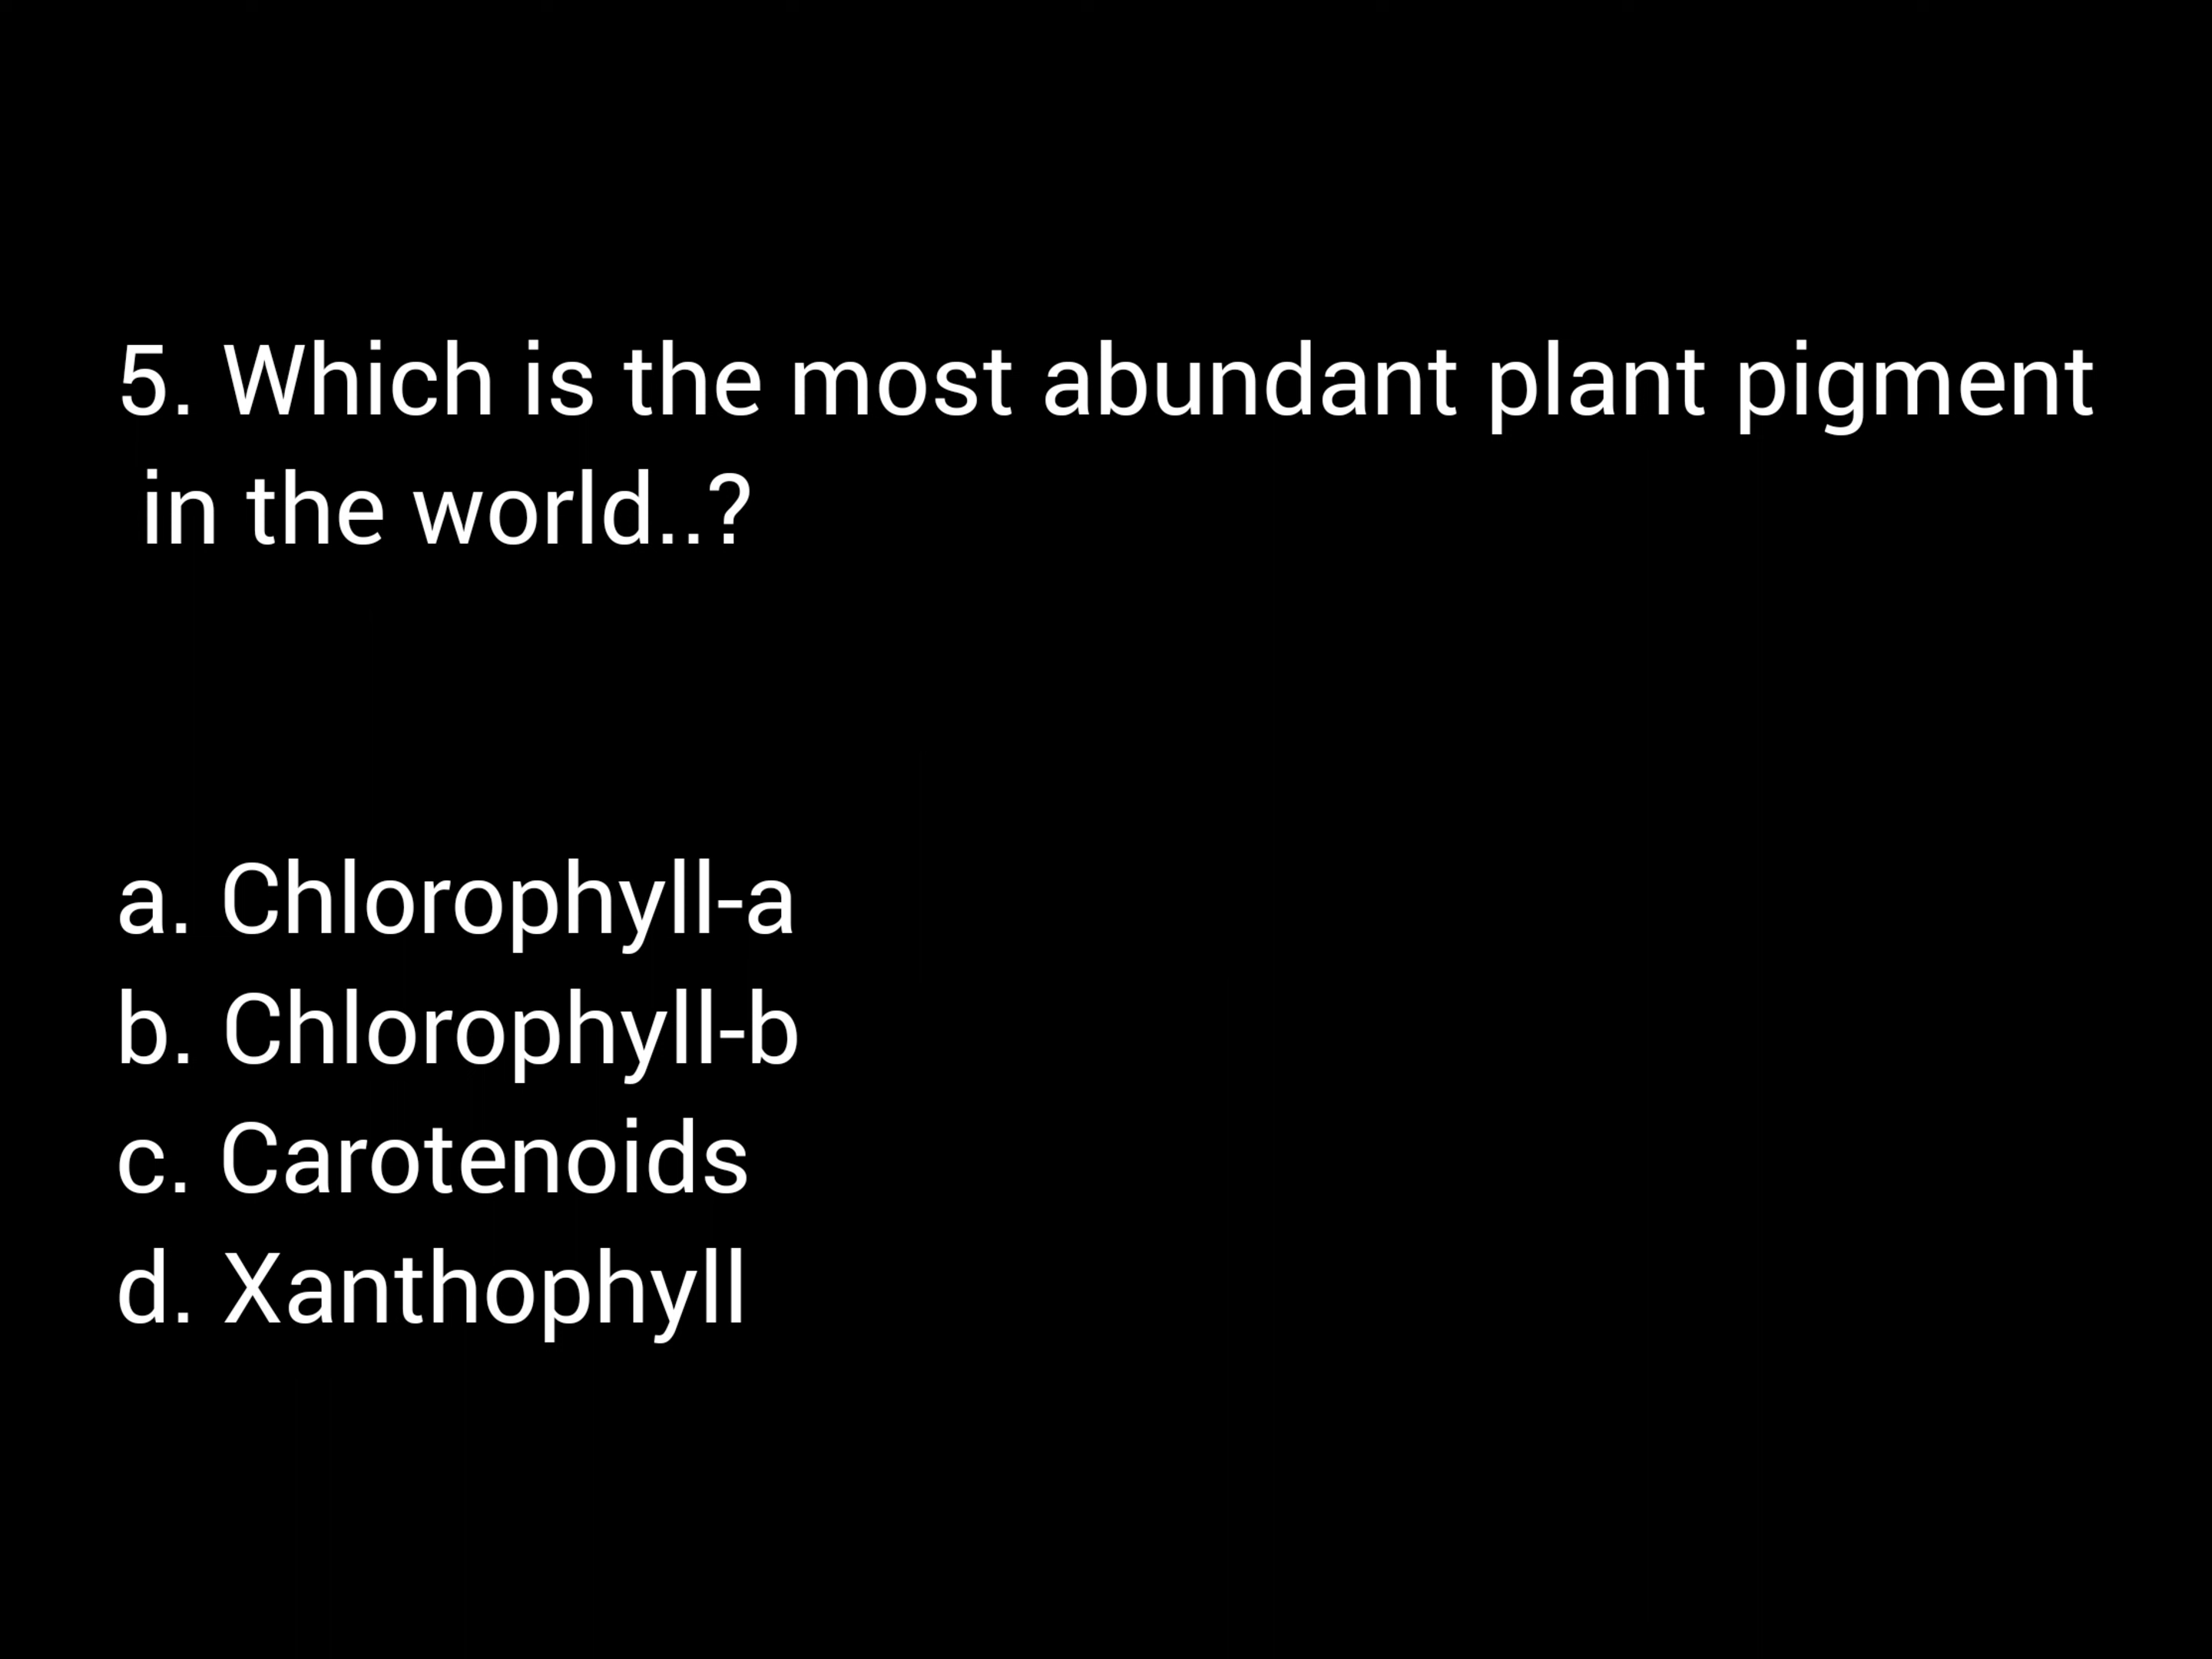 5. Which is the most abundant plant pigment
in the world..?
a. Chlorophyll-a
b. Chlorophyll-b
c. Carotenoids
d. Xanthophyll